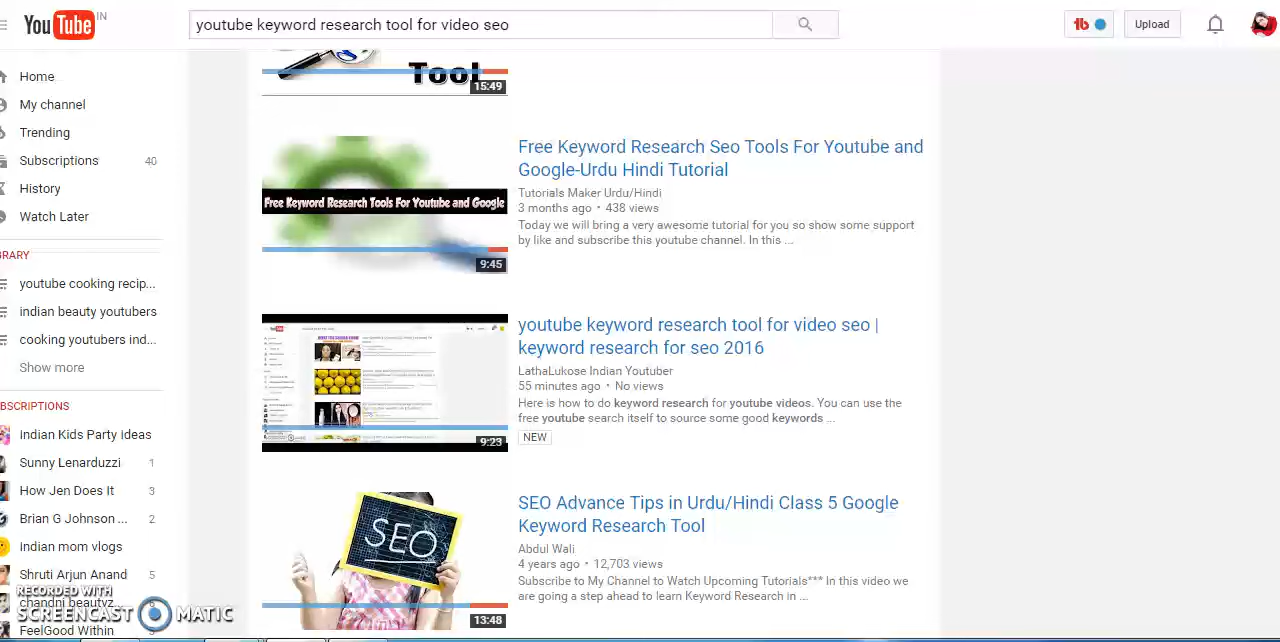 YouTube IN
youtube keyword research tool for video seo
Upload
Home
My channel
Trending
Subscriptions 40
History
Watch Later
BRARY
youtube cooking recip...
indian beauty youtubers
cooking youtubers ind...
Show more
BSCRIPTIONS
Indian Kids Party Ideas
Sunny Lenarduzzi 1
How Jen Does It 3
Brian G Johnson ... 2
Indian mom vlogs
Shruti Arjun Anand 5
chandni beautyz...
FeelGood Within
RECORDED WITH
SCREENCAST MATIC
Tool
15:49
Free Keyword Research Tools For Youtube and Google
9:45
Free Keyword Research Seo Tools For Youtube and
Google-Urdu Hindi Tutorial
Tutorials Maker Urdu/Hindi
3 months ago • 438 views
Today we will bring a very awesome tutorial for you so show some support
by like and subscribe this youtube channel. In this ...
9:23
youtube keyword research tool for video seo |
keyword research for seo 2016
LathaLukose Indian Youtuber
55 minutes ago • No views
Here is how to do keyword research for youtube videos. You can use the
free youtube search itself to source some good keywords ...
NEW
SEO
13:48
SEO Advance Tips in Urdu/Hindi Class 5 Google
Keyword Research Tool
Abdul Wali
4 years ago • 12,703 views
Subscribe to My Channel to Watch Upcoming Tutorials*** In this video we
are going a step ahead to learn Keyword Research in ...